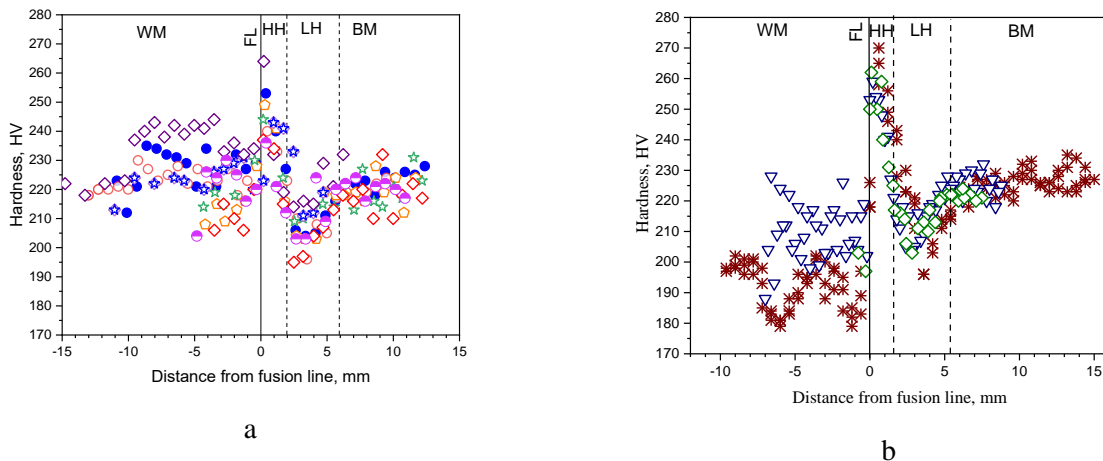 280
270
260
250
240
230
220
210
200
190
180
170
Hardness, HV
WM
FL
HH
LH
BM
-15
-10
-5
0
5
10
15
Distance from fusion line, mm
a
280
270
260
250
240
230
220
210
200
190
180
170
Hardness, HV
WM
FL
HH
LH
BM
-10
-5
0
5
10
15
Distance from fusion line, mm
b